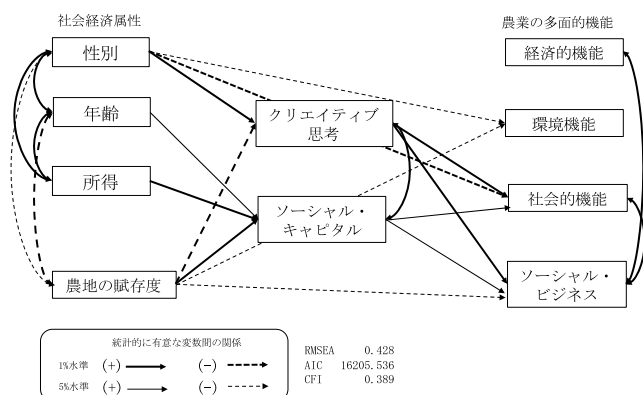 社会経済属性
農業の多面的機能
性別
経済的機能
年齢
クリエイティブ
思考
環境機能
所得
ソーシャル・
キャピタル
社会的機能
農地の賦存度
ソーシャル・
ビジネス
統計的に有意な変数間の関係
1%水準 (+) (-)
5%水準 (+) (-)
RMSEA 0.428
AIC 16205.536
CFI 0.389